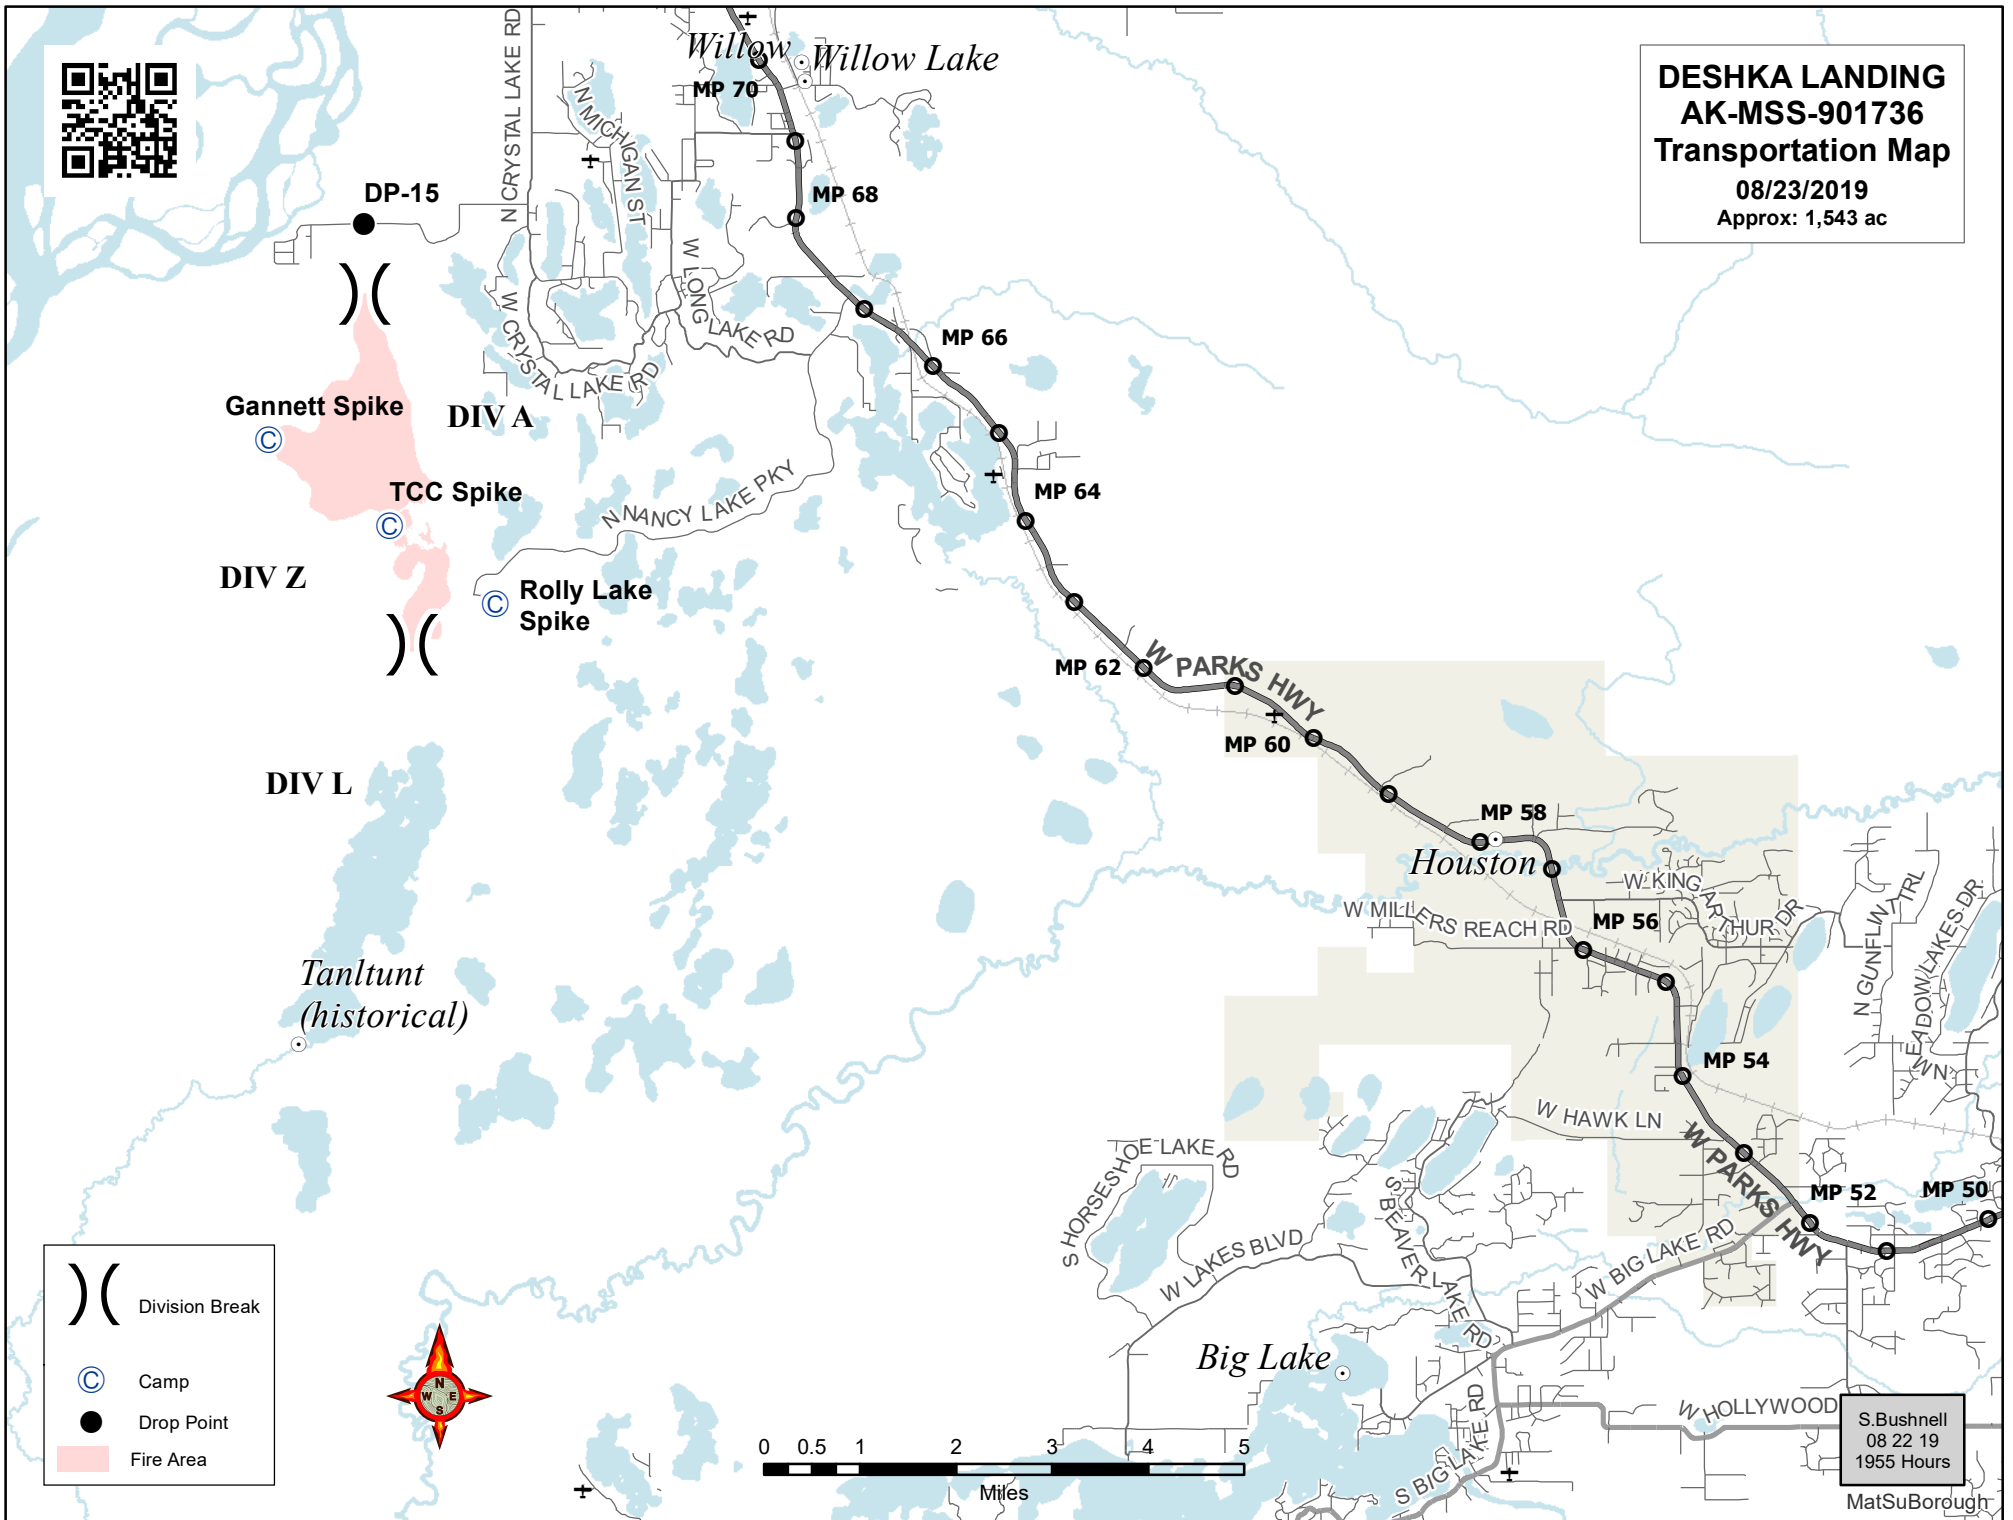 DESHKA LANDING
AK-MSS-901736
Transportation Map
08/23/2019
Approx: 1,543 ac
Willow
Willow Lake
MP 70
N CRYSTAL LAKE RD
N MICHIGAN ST
DP-15
MP 68
W LONG LAKE RD
W CRYSTAL LAKE RD
MP 66
Gannett Spike
C
DIV A
TCC Spike
C
N NANCY LAKE PKY
MP 64
DIV Z
C
Rolly Lake
Spike
MP 62
W PARKS HWY
MP 60
DIV L
MP 58
Houston
W KING ARTHUR DR
W MILLERS REACH RD
MP 56
N GUNFLINT TRL
EADOW LAKES DR
WN
Tanltunt
(historical)
MP 54
W HAWK LN
W PARKS HWY
S HORSESHOE LAKE RD
MP 52
MP 50
W LAKES BLVD
S BEAVER LAKE RD
W BIG LAKE RD
Big Lake
S BIG LAKE RD
W HOLLYWOOD
Division Break
C
Camp
Drop Point
Fire Area
N
W E
S
0 0.5 1 2 3 4 5
Miles
S.Bushnell
08 22 19
1955 Hours
MatSuBorough